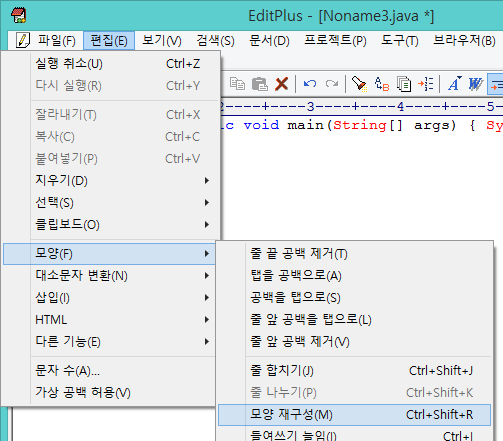 EditPlus - [Noname3.java *]
파일(F) 편집(E) 보기(V) 검색(S) 문서(D) 프로젝트(P) 도구(T) 브라우저(B)
실행 취소(U) Ctrl+Z
다시 실행(R) Ctrl+Y
잘라내기(T) Ctrl+X
복사(C) Ctrl+C
붙여넣기(P) Ctrl+V
지우기(D)
선택(S)
클립보드(O)
모양(F)
대소문자 변환(N)
삽입(I)
HTML
다른 기능(E)
문자 수(A)...
가상 공백 허용(V)
2----+----3----+----4----+----5-
ic void main(String[] args) { Sy
줄 끝 공백 제거(T)
탭을 공백으로(A)
공백을 탭으로(S)
줄 앞 공백을 탭으로(L)
줄 앞 공백 제거(V)
줄 합치기(J) Ctrl+Shift+J
줄 나누기(P) Ctrl+Shift+K
모양 재구성(M) Ctrl+Shift+R
들여쓰기 늘임(I) Ctrl+I